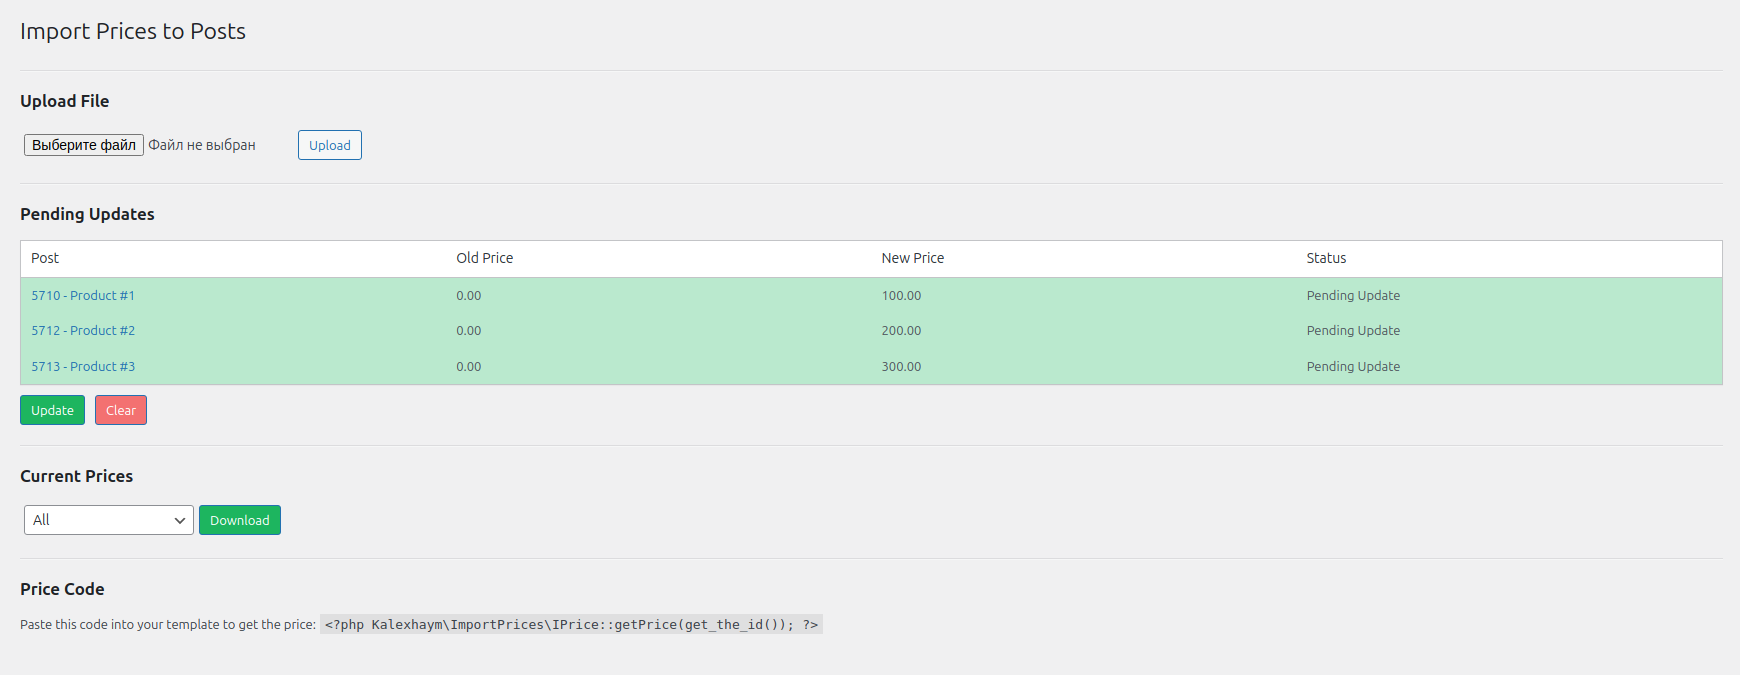 Import Prices to Posts
Upload File
Выберите файл Файл не выбран Upload
Pending Updates
Post Old Price New Price Status
5710 - Product #1 0.00 100.00 Pending Update
5712 - Product #2 0.00 200.00 Pending Update
5713 - Product #3 0.00 300.00 Pending Update
Update Clear
Current Prices
All Download
Price Code
Paste this code into your template to get the price: <?php Kalexhaym\ImportPrices\IPrice::getPrice(get_the_id()); ?>